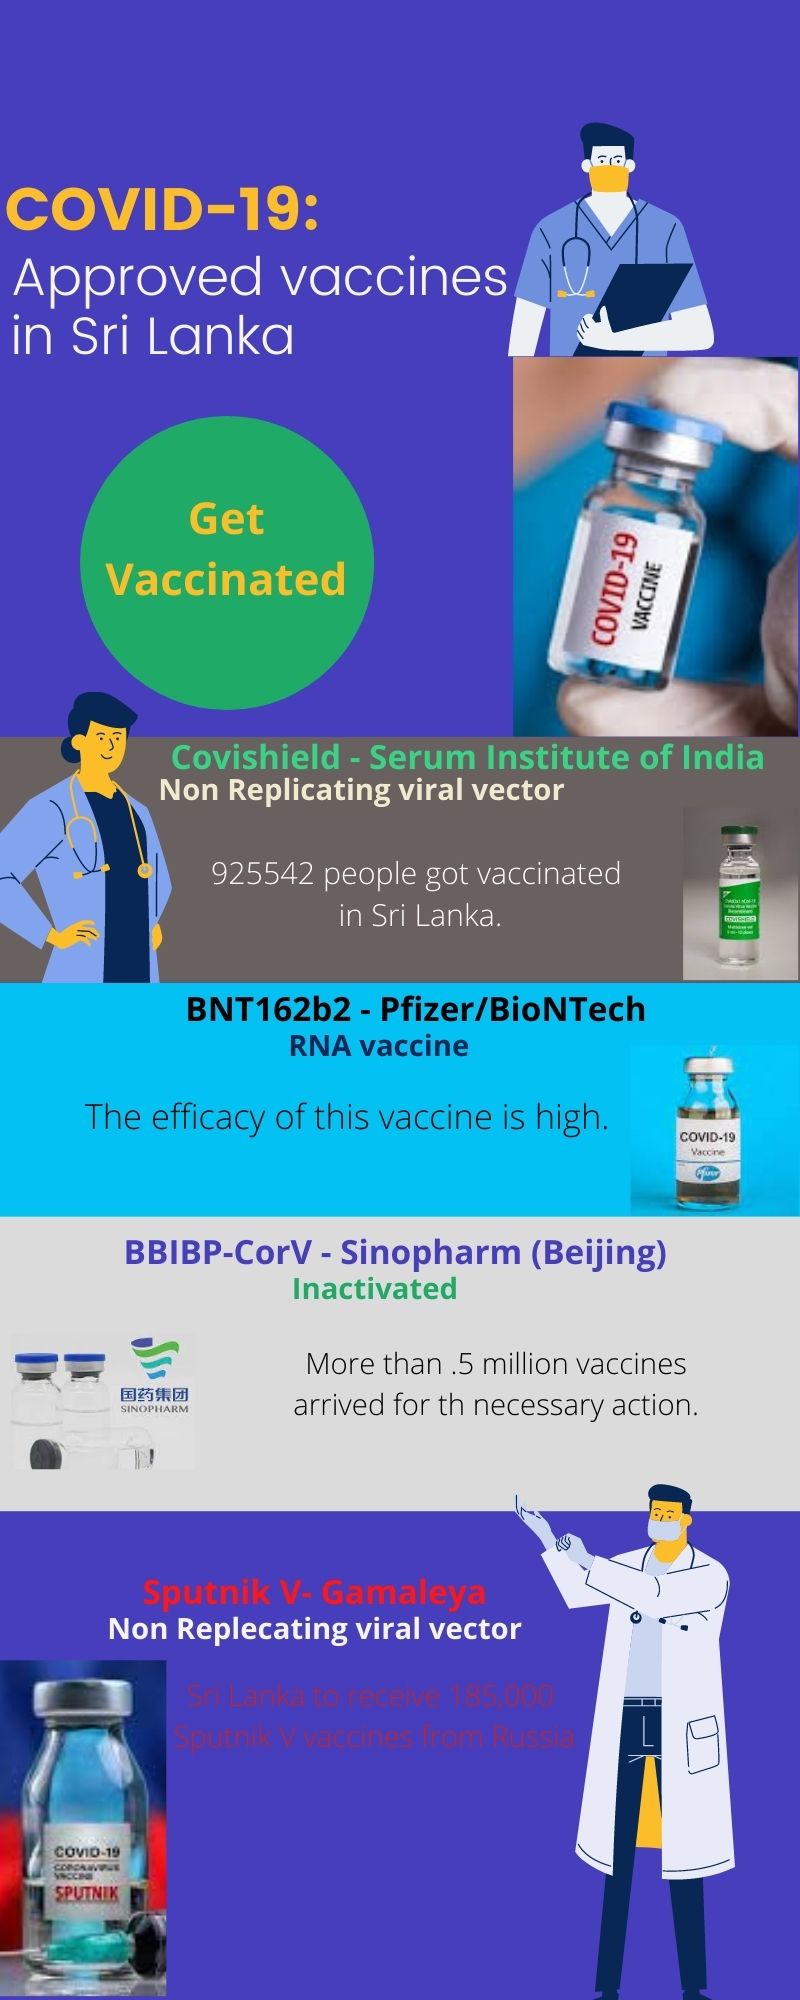 COVID-19:
Approved vaccines
in Sri Lanka
Get
Vaccinated
COVID-19
VACCINE
Covishield - Serum Institute of India
Non Replicating viral vector
925542 people got vaccinated
in Sri Lanka.
COVISHIELD
BNT162b2 - Pfizer/BioNTech
RNA vaccine
The efficacy of this vaccine is high.
COVID-19
Vaccine
Pfizer
BBIBP-CorV - Sinopharm (Beijing)
Inactivated
国药集团
SINOPHARM
More than .5 million vaccines
arrived for th necessary action.
Sputnik V- Gamaleya
Non Replecating viral vector
Sri Lanka to receive 185,000
Sputnik V vaccines from Russia
COVID-19
CORONAVIRUS
VACCINE
SPUTNIK